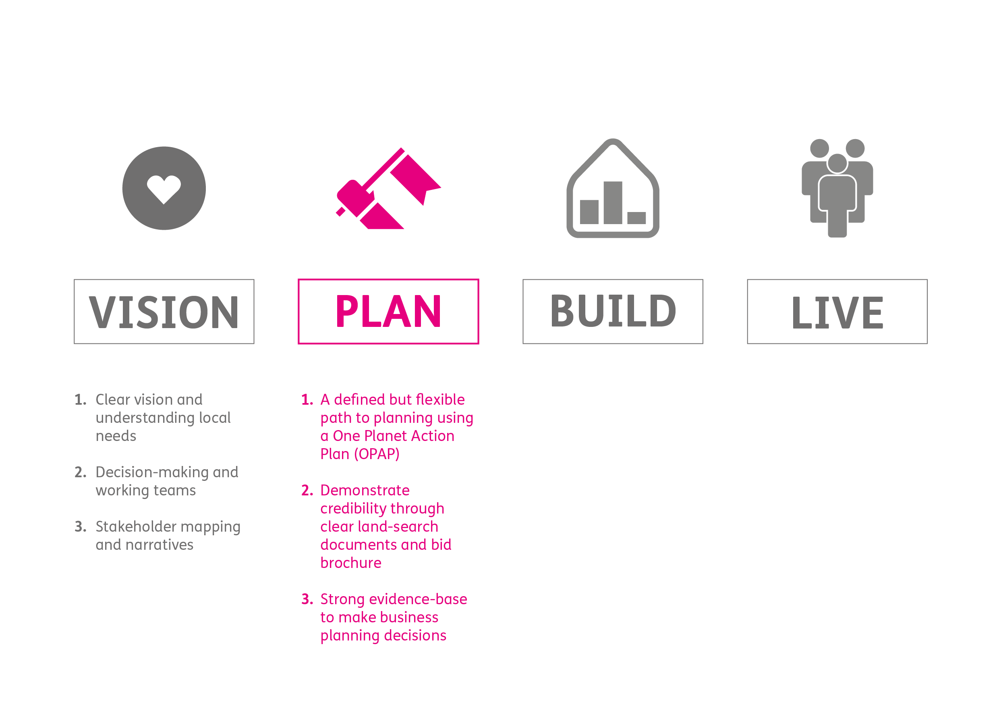 VISION
PLAN
BUILD
LIVE
1. Clear vision and
understanding local
needs
2. Decision-making and
working teams
3. Stakeholder mapping
and narratives
1. A defined but flexible
path to planning using
a One Planet Action
Plan (OPAP)
2. Demonstrate
credibility through
clear land-search
documents and bid
brochure
3. Strong evidence-base
to make business
planning decisions